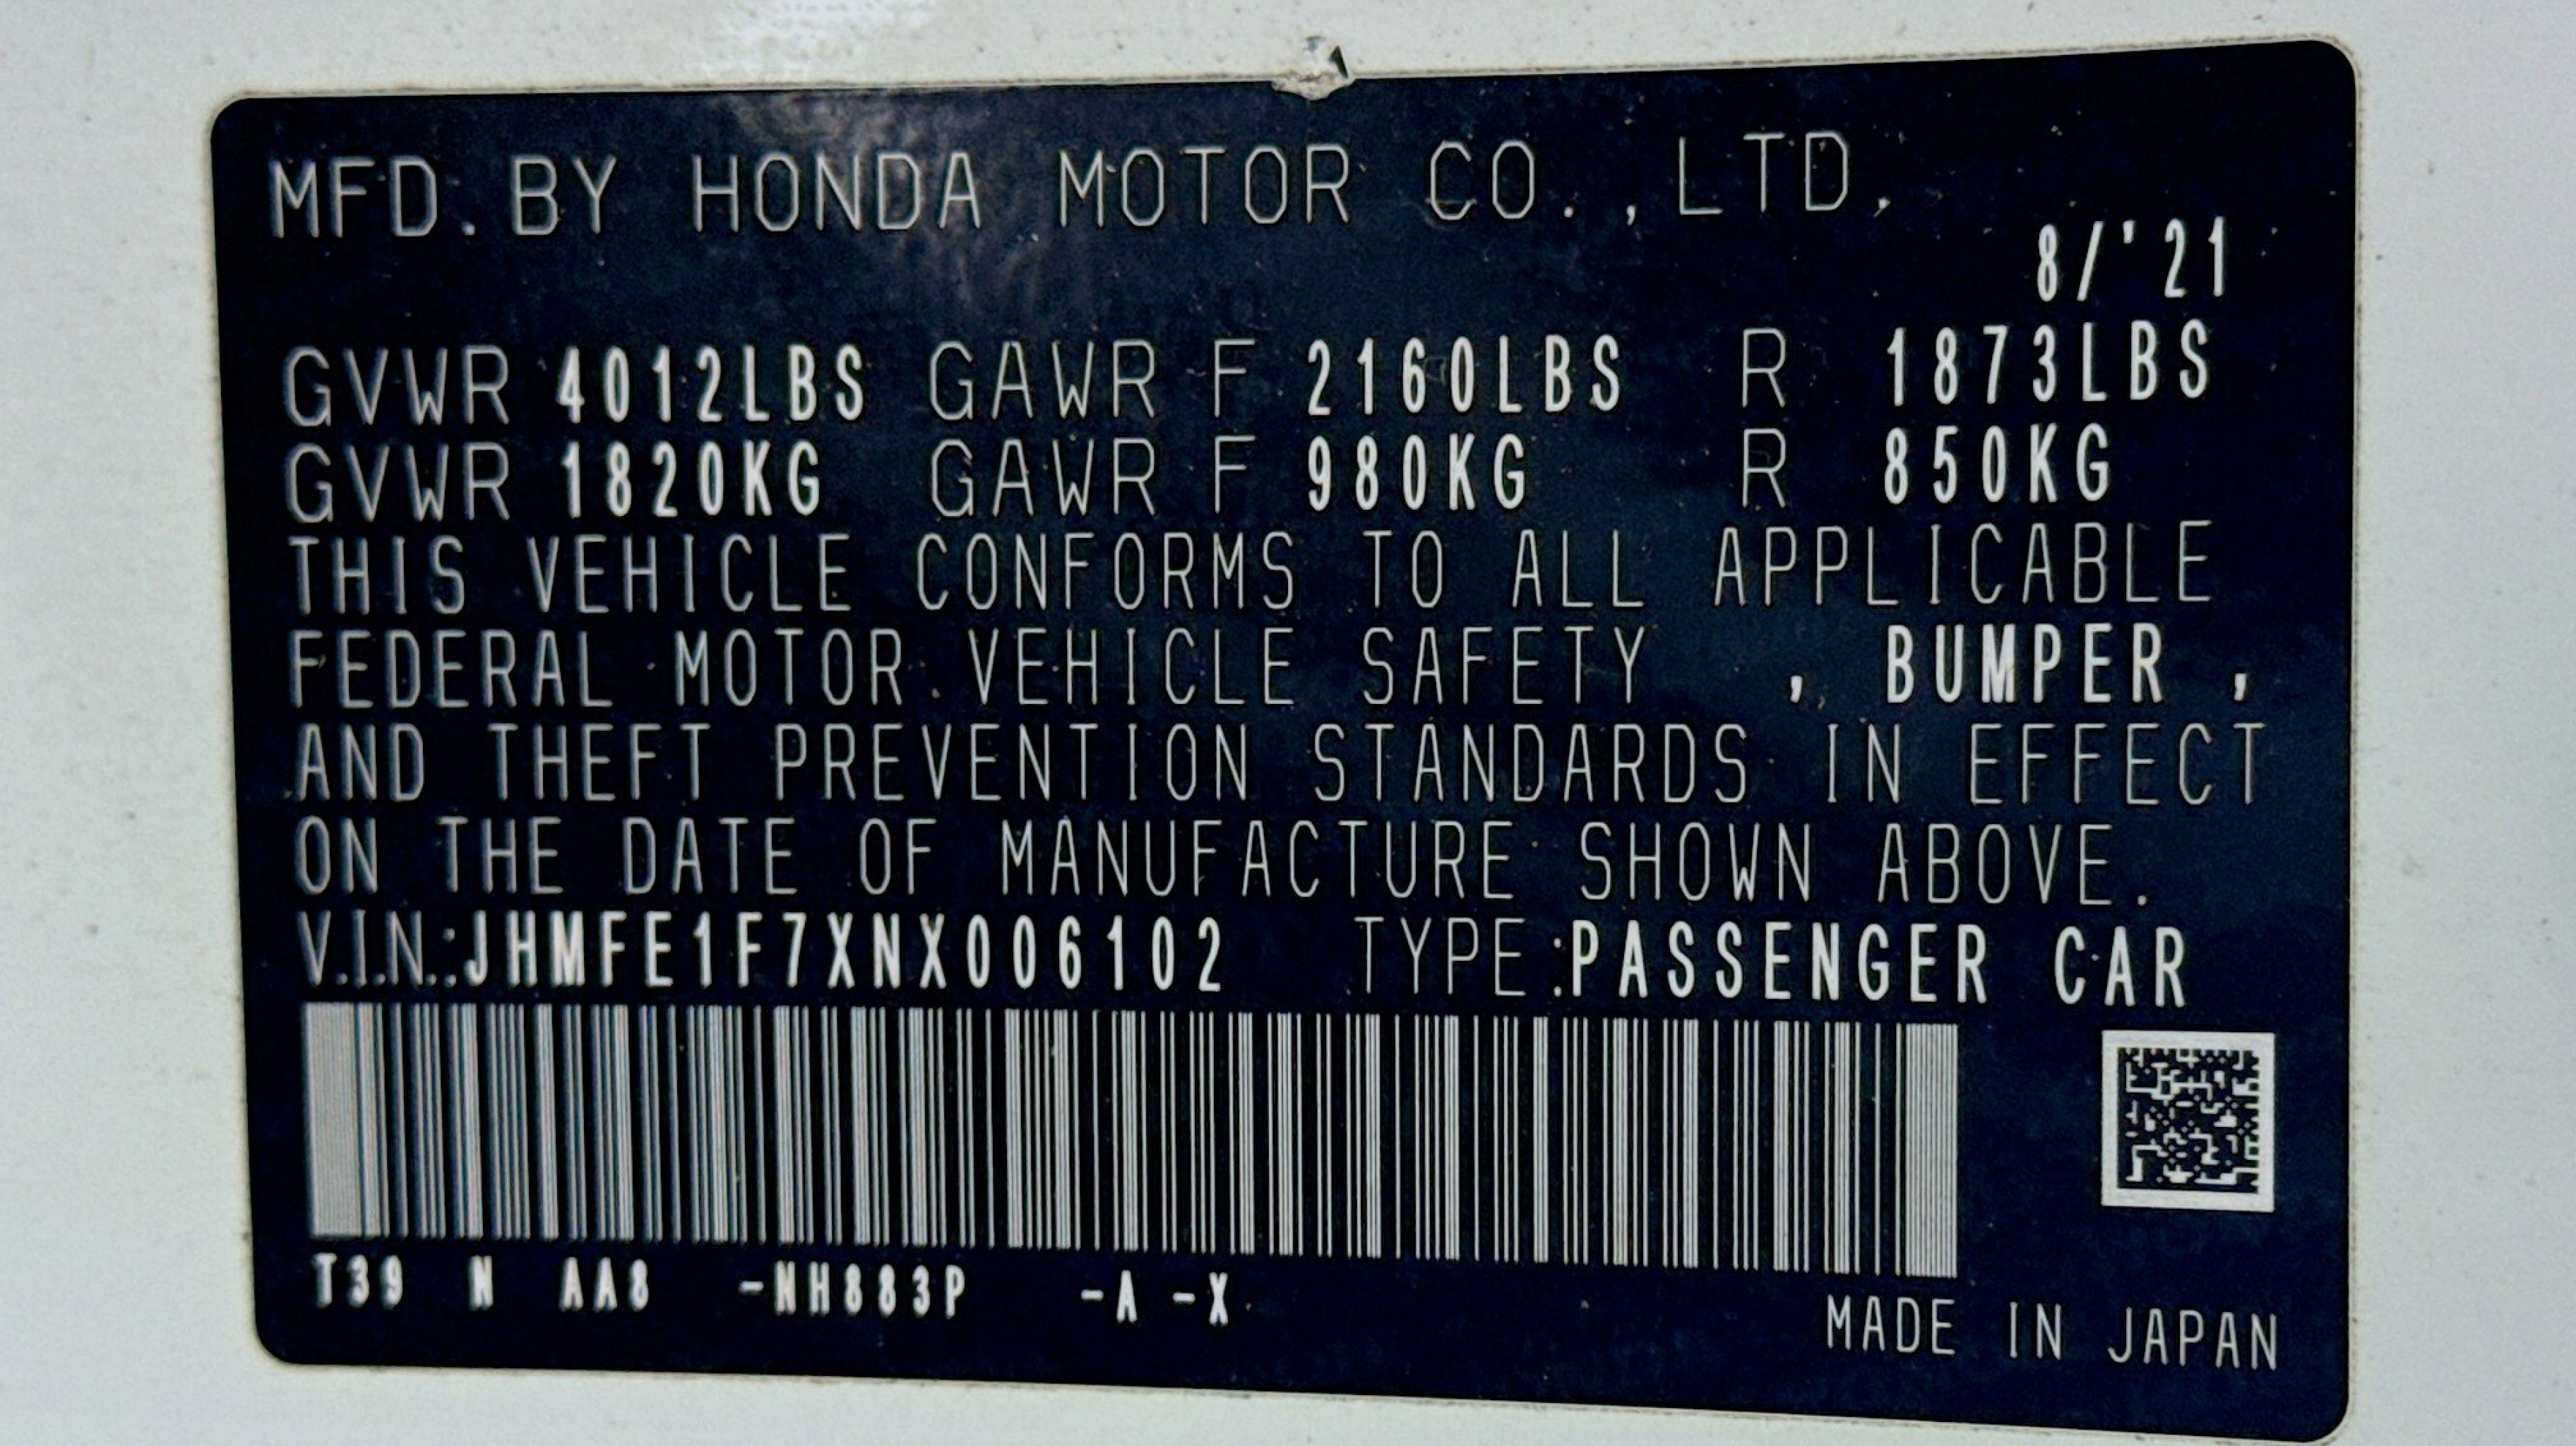 MFD. BY HONDA MOTOR CO., LTD.
8/'21
GVWR 4012LBS GAWR F 2160LBS R 1873LBS
GVWR 1820KG GAWR F 980KG R 850KG
THIS VEHICLE CONFORMS TO ALL APPLICABLE
FEDERAL MOTOR VEHICLE SAFETY , BUMPER ,
AND THEFT PREVENTION STANDARDS IN EFFECT
ON THE DATE OF MANUFACTURE SHOWN ABOVE.
V.I.N.:JHMFE1F7XNX006102 TYPE:PASSENGER CAR
T39 N AA8 -NH883P -A -X
MADE IN JAPAN